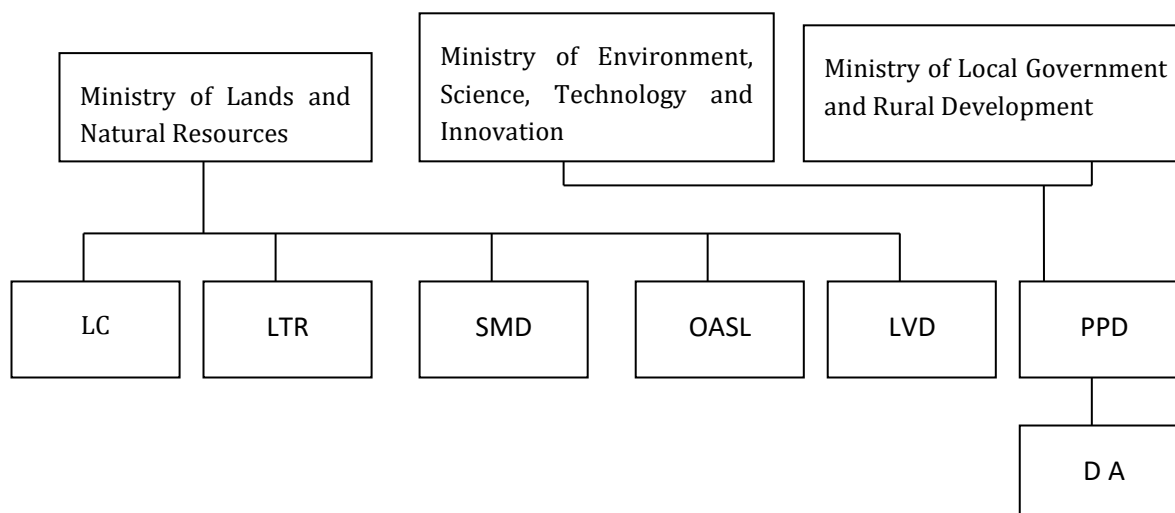 Ministry of Lands and
Natural Resources
Ministry of Environment,
Science, Technology and
Innovation
Ministry of Local Government
and Rural Development
LC
LTR
SMD
OASL
LVD
PPD
D A